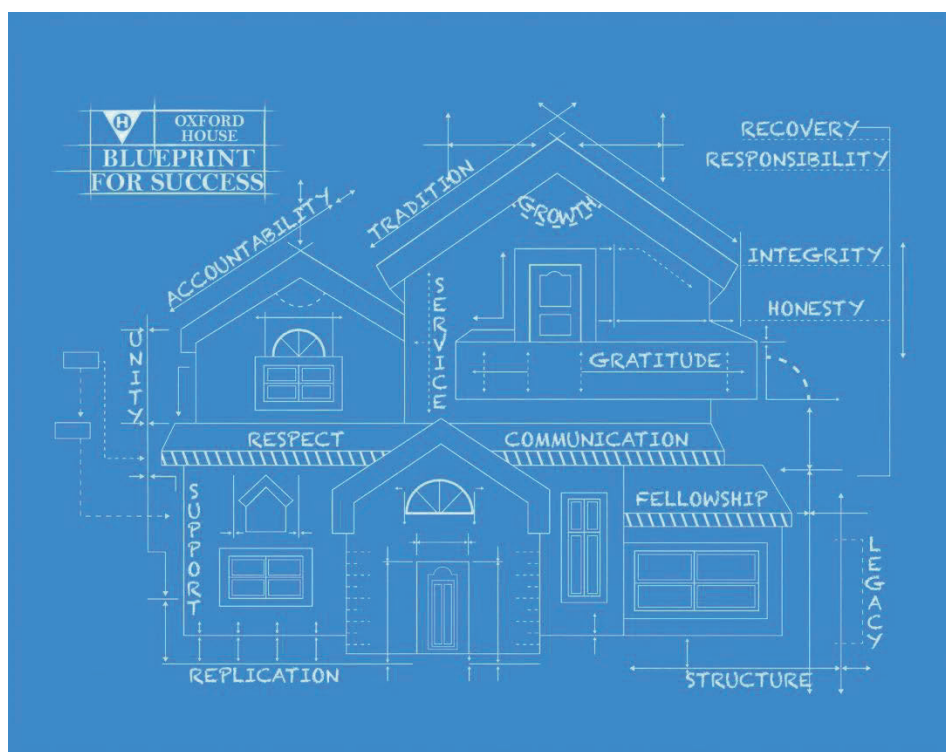 H
OXFORD
HOUSE
BLUEPRINT
FOR SUCCESS
RECOVERY
RESPONSIBILITY
TRADITION
GROWTH
ACCOUNTABILITY
INTEGRITY
SERVICE
HONESTY
UNITY
GRATITUDE
RESPECT
COMMUNICATION
SUPPORT
FELLOWSHIP
LEGACY
REPLICATION
STRUCTURE